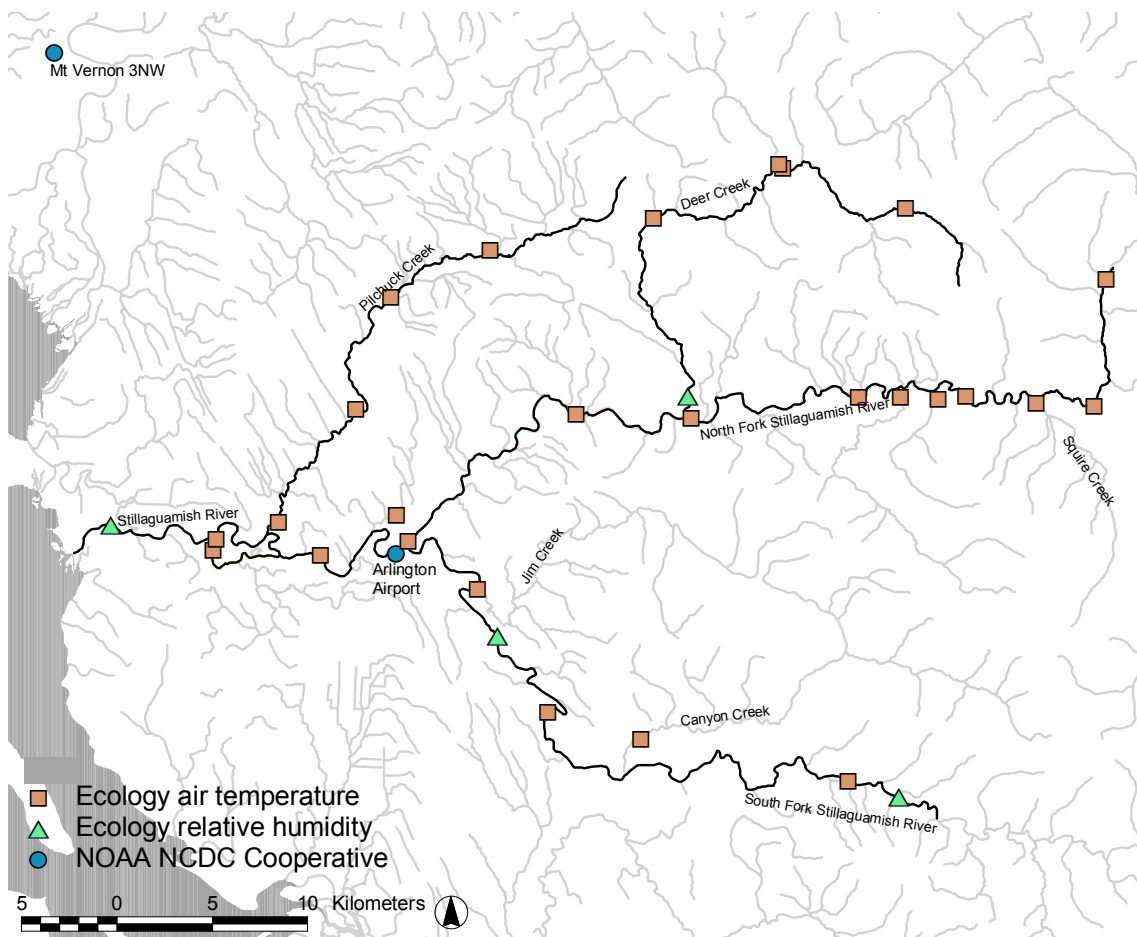 Mt Vernon 3NW
Deer Creek
Pilchuck Creek
North Fork Stillaguamish River
Squire Creek
Stillaguamish River
Jim Creek
Arlington
Airport
Canyon Creek
South Fork Stillaguamish River
Ecology air temperature
Ecology relative humidity
NOAA NCDC Cooperative
5 0 5 10 Kilometers